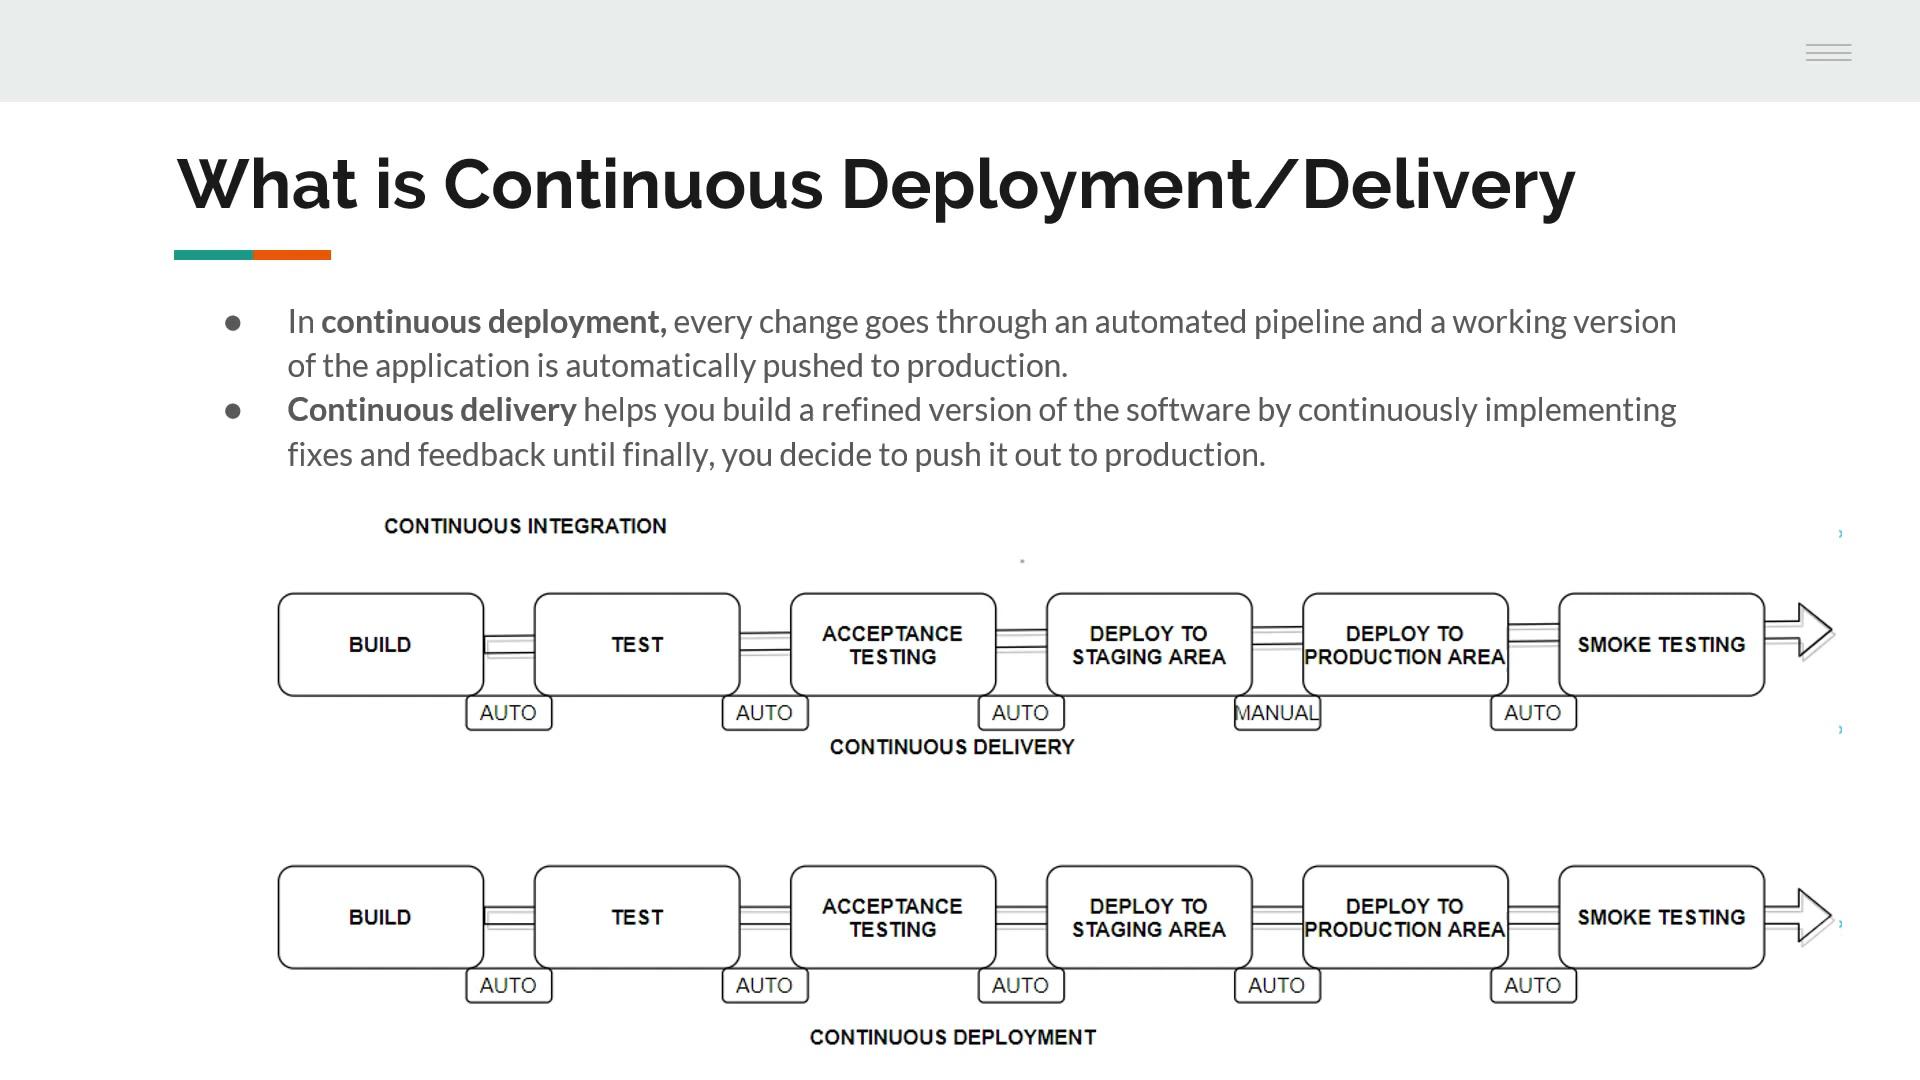 What is Continuous Deployment/Delivery
● In continuous deployment, every change goes through an automated pipeline and a working version
of the application is automatically pushed to production.
● Continuous delivery helps you build a refined version of the software by continuously implementing
fixes and feedback until finally, you decide to push it out to production.
CONTINUOUS INTEGRATION
BUILD
TEST
ACCEPTANCE
TESTING
DEPLOY TO
STAGING AREA
DEPLOY TO
PRODUCTION AREA
SMOKE TESTING
AUTO
AUTO
AUTO
MANUAL
AUTO
CONTINUOUS DELIVERY
BUILD
TEST
ACCEPTANCE
TESTING
DEPLOY TO
STAGING AREA
DEPLOY TO
PRODUCTION AREA
SMOKE TESTING
AUTO
AUTO
AUTO
AUTO
AUTO
CONTINUOUS DEPLOYMENT